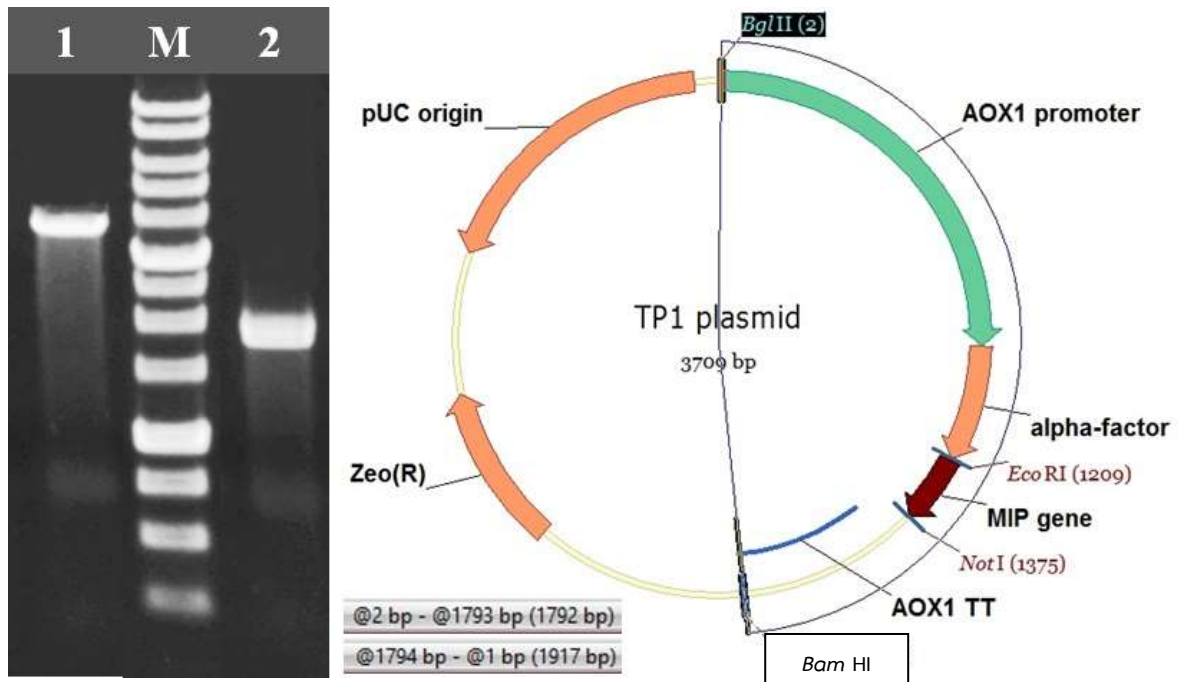 1 M 2
BglII (2)
pUC origin
AOX1 promoter
TP1 plasmid
3709 bp
alpha-factor
EcoRI (1209)
MIP gene
NotI (1375)
Zeo(R)
AOX1 TT
@2 bp - @1793 bp (1792 bp)
@1794 bp - @1 bp (1917 bp)
Bam HI